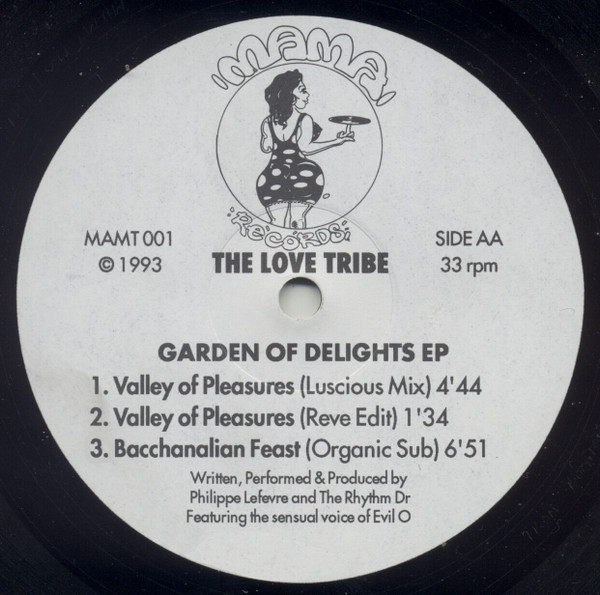 'MAMA'
RECORDS!
MAMT 001
© 1993
SIDE AA
33 rpm
THE LOVE TRIBE
GARDEN OF DELIGHTS EP
1. Valley of Pleasures (Luscious Mix) 4'44
2. Valley of Pleasures (Reve Edit) 1'34
3. Bacchanalian Feast (Organic Sub) 6'51
Written, Performed & Produced by
Philippe Lefevre and The Rhythm Dr
Featuring the sensual voice of Evil O